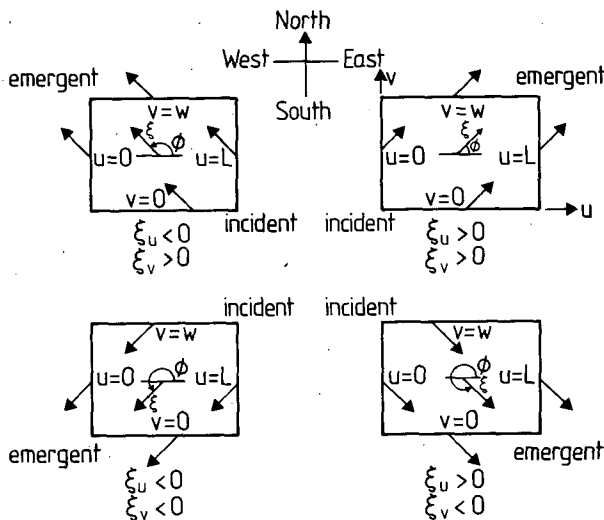 North
West East
South
v
emergent
v=w
ξ
ϕ
u=0 u=L
v=0
incident
ξu<0
ξv>0
emergent
v=w
ξ
ϕ
u=0 u=L
v=0
u
incident
ξu>0
ξv>0
incident
v=w
ϕ
u=0 u=L
ξ
v=0
emergent
ξu<0
ξv<0
incident
v=w
ϕ
u=0 ξ u=L
v=0
emergent
ξu>0
ξv<0